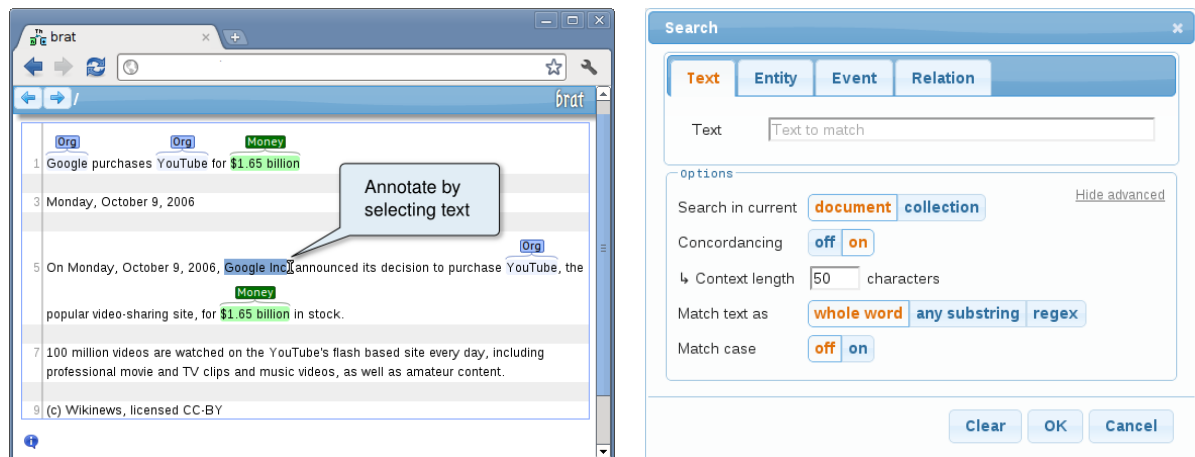 brat
/
brat
Org Org Money
1 Google purchases YouTube for $1.65 billion
Annotate by
selecting text
3 Monday, October 9, 2006
Org
5 On Monday, October 9, 2006, Google Inc. announced its decision to purchase YouTube, the
Money
popular video-sharing site, for $1.65 billion in stock.
7 100 million videos are watched on the YouTube's flash based site every day, including
professional movie and TV clips and music videos, as well as amateur content.
9 (c) Wikinews, licensed CC-BY
Search
Text Entity Event Relation
Text Text to match
Options
Hide advanced
Search in current document collection
Concordancing off on
↳ Context length 50 characters
Match text as whole word any substring regex
Match case off on
Clear OK Cancel